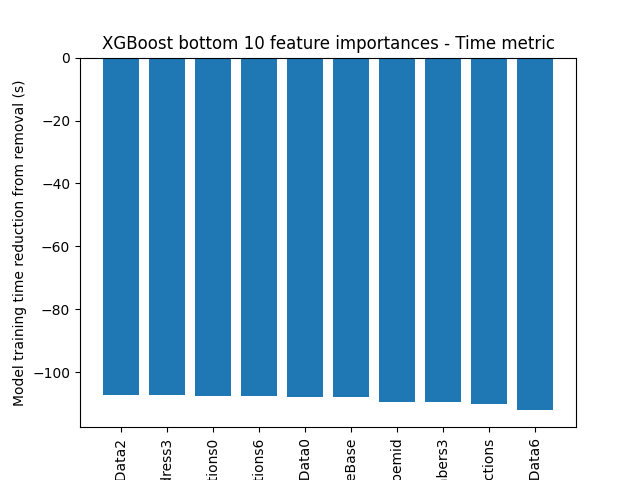 XGBoost bottom 10 feature importances - Time metric
Model training time reduction from removal (s)
0
−20
−40
−60
−80
−100
Data2
dress3
tions0
tions6
Data0
eBase
pemid
bers3
ctions
Data6